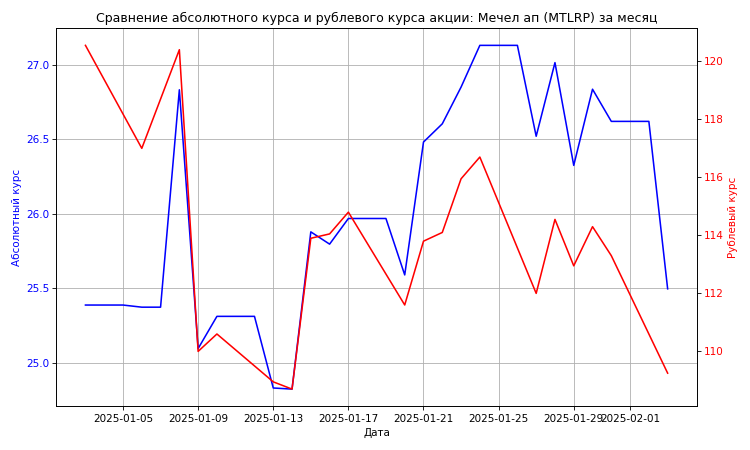 Сравнение абсолютного курса и рублевого курса акции: Мечел ап (MTLRP) за месяц
27.0
26.5
26.0
25.5
25.0
Абсолютный курс
120
118
116
114
112
110
Рублевый курс
2025-01-05 2025-01-09 2025-01-13 2025-01-17 2025-01-21 2025-01-25 2025-01-29 2025-02-01
Дата